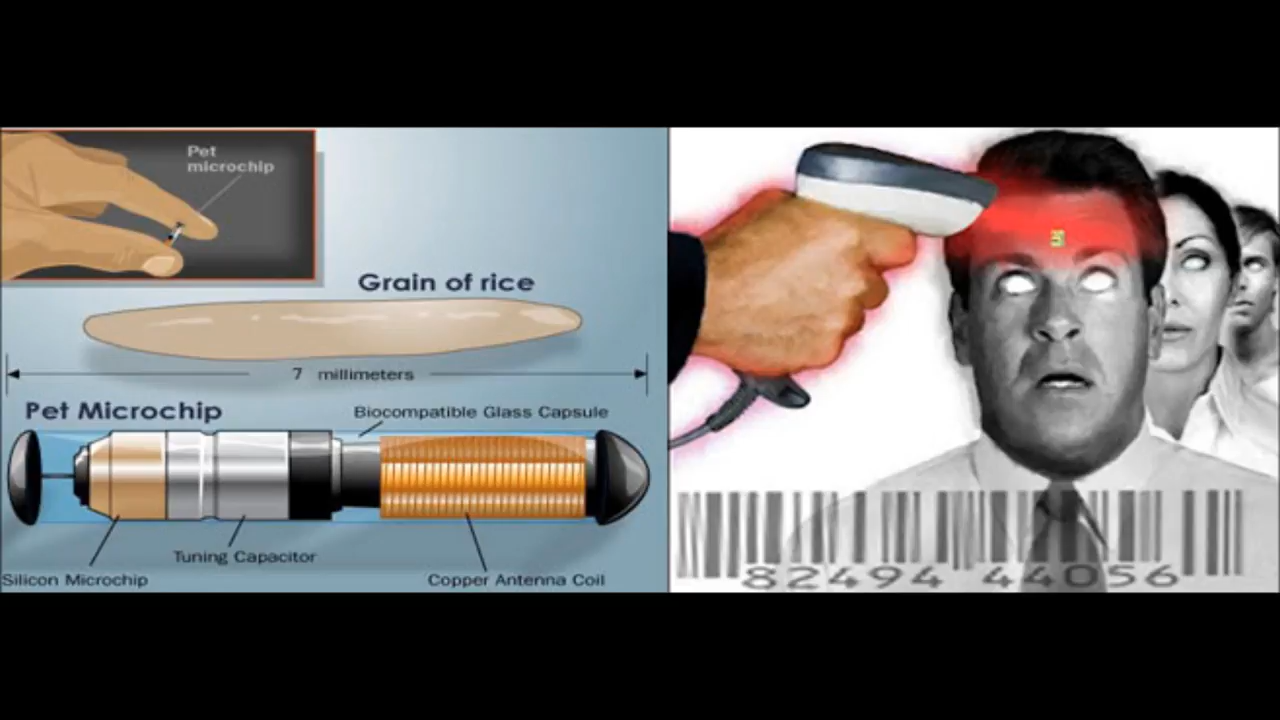 Pet
microchip
Grain of rice
7 millimeters
Pet Microchip
Biocompatible Glass Capsule
Tuning Capacitor
Silicon Microchip
Copper Antenna Coil
82494 44056